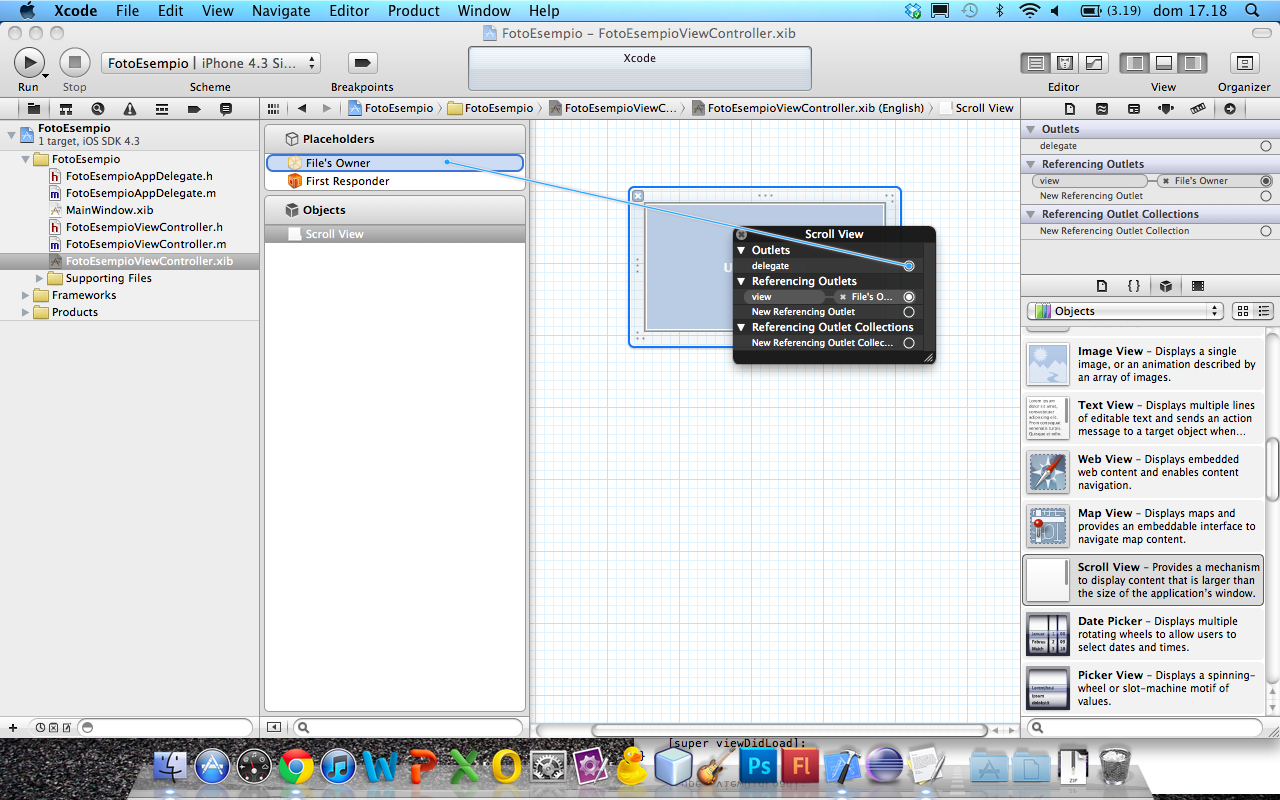 Xcode File Edit View Navigate Editor Product Window Help (3.19) dom 17.18
FotoEsempio – FotoEsempioViewController.xib
FotoEsempio | iPhone 4.3 Si...
Xcode
Run Stop Scheme Breakpoints Editor View Organizer
FotoEsempio FotoEsempio FotoEsempioViewC... FotoEsempioViewController.xib (English) Scroll View
FotoEsempio
1 target, iOS SDK 4.3
FotoEsempio
FotoEsempioAppDelegate.h
FotoEsempioAppDelegate.m
MainWindow.xib
FotoEsempioViewController.h
FotoEsempioViewController.m
FotoEsempioViewController.xib
Supporting Files
Frameworks
Products
Placeholders
File's Owner
First Responder
Objects
Scroll View
Scroll View
Outlets
delegate
Referencing Outlets
view File's O...
New Referencing Outlet
Referencing Outlet Collections
New Referencing Outlet Collec...
Outlets
delegate
Referencing Outlets
view File's Owner
New Referencing Outlet
Referencing Outlet Collections
New Referencing Outlet Collection
Objects
Image View – Displays a single
image, or an animation described by
an array of images.
Text View – Displays multiple lines
of editable text and sends an action
message to a target object when...
Web View – Displays embedded
web content and enables content
navigation.
Map View – Displays maps and
provides an embeddable interface to
navigate map content.
Scroll View – Provides a mechanism
to display content that is larger than
the size of the application's window.
Date Picker – Displays multiple
rotating wheels to allow users to
select dates and times.
Picker View – Displays a spinning-
wheel or slot-machine motif of
values.
[super viewDidLoad];
Ps Fl
ZIP